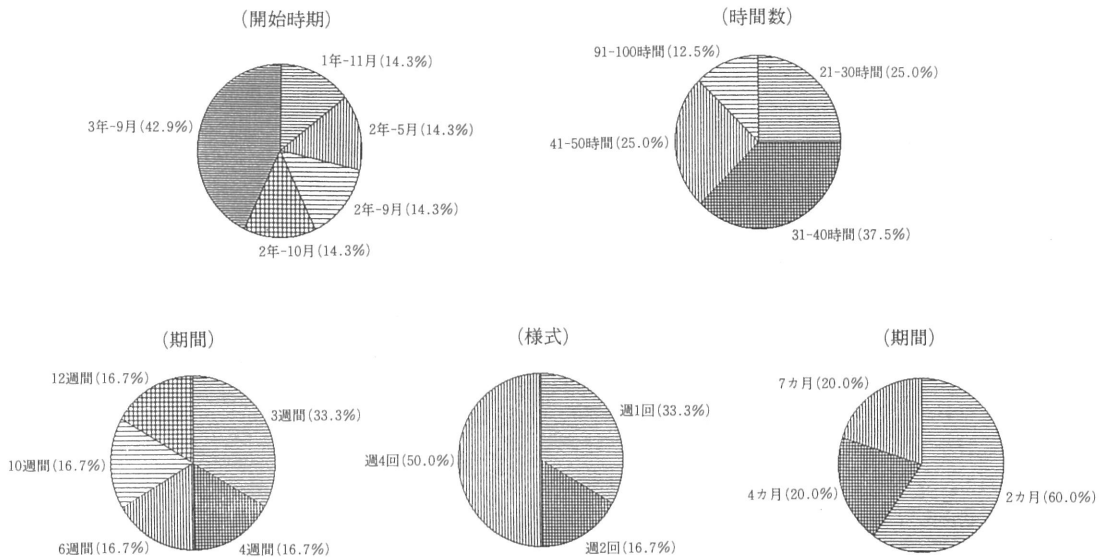 (開始時期)
1年-11月(14.3%)
2年-5月(14.3%)
2年-9月(14.3%)
2年-10月(14.3%)
3年-9月(42.9%)
(時間数)
91-100時間(12.5%)
21-30時間(25.0%)
41-50時間(25.0%)
31-40時間(37.5%)
(期間)
12週間(16.7%)
3週間(33.3%)
10週間(16.7%)
6週間(16.7%)
4週間(16.7%)
(様式)
週1回(33.3%)
週4回(50.0%)
週2回(16.7%)
(期間)
7カ月(20.0%)
4カ月(20.0%)
2カ月(60.0%)